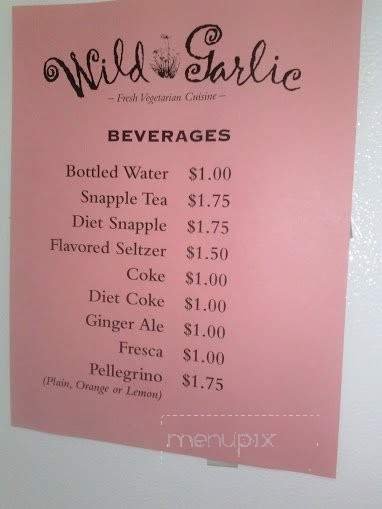 Wild Garlic
– Fresh Vegetarian Cuisine –
BEVERAGES
Bottled Water $1.00
Snapple Tea $1.75
Diet Snapple $1.75
Flavored Seltzer $1.50
Coke $1.00
Diet Coke $1.00
Ginger Ale $1.00
Fresca $1.00
Pellegrino $1.75
(Plain, Orange or Lemon)
menupix